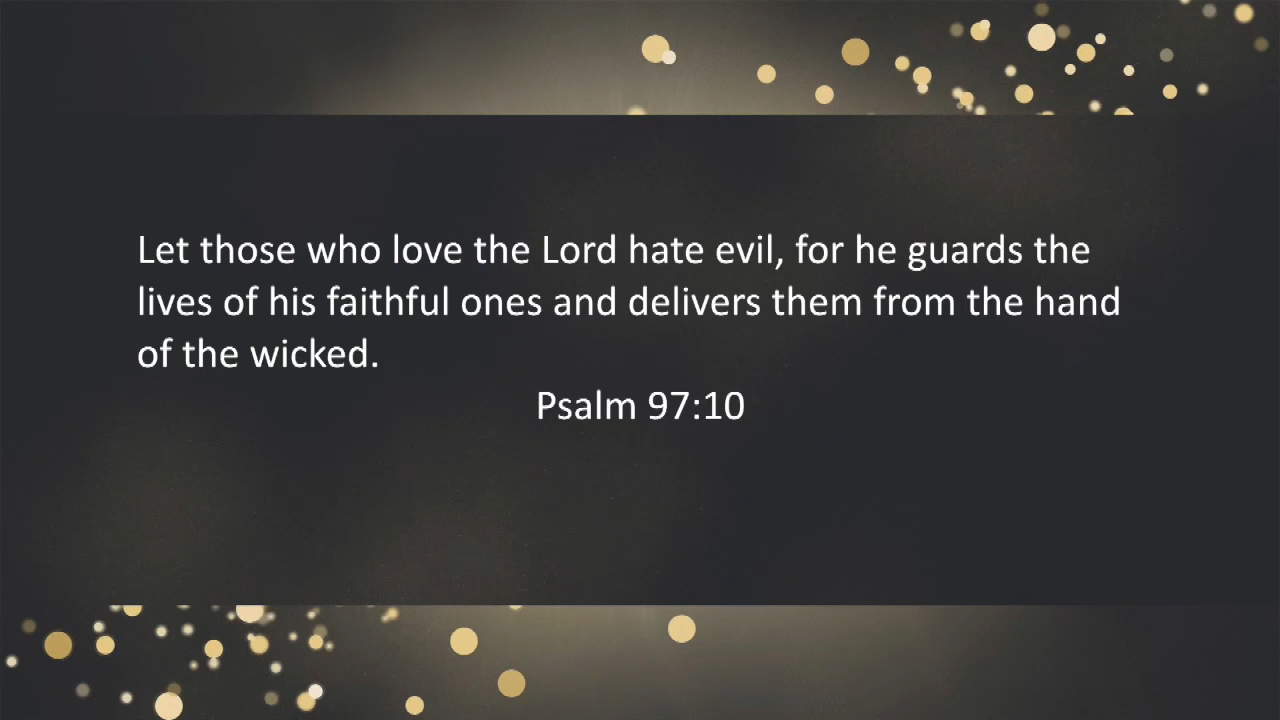 Let those who love the Lord hate evil, for he guards the
lives of his faithful ones and delivers them from the hand
of the wicked.
Psalm 97:10